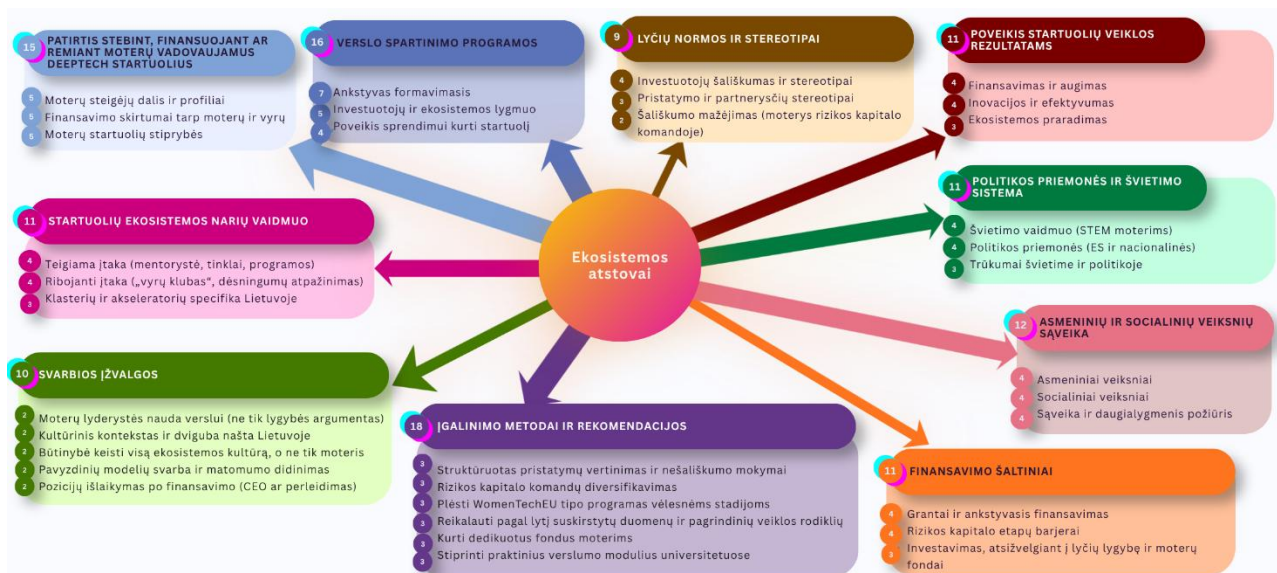 15
PATIRTIS STEBINT, FINANSUOJANT AR
REMIANT MOTERŲ VADOVAUJAMUS
DEEPTECH STARTUOLIUS
5 Moterų steigėjų dalis ir profiliai
5 Finansavimo skirtumai tarp moterų ir vyrų
5 Moterų startuolių stiprybės
16 VERSLO SPARTINIMO PROGRAMOS
7 Ankstyvas formavimasis
5 Investuotojų ir ekosistemos lygmuo
4 Poveikis sprendimui kurti startuolį
9 LYČIŲ NORMOS IR STEREOTIPAI
4 Investuotojų šališkumas ir stereotipai
3 Pristatymo ir partnerysčių stereotipai
2 Šališkumo mažėjimas (moterys rizikos kapitalo
komandoje)
11
POVEIKIS STARTUOLIŲ VEIKLOS
REZULTATAMS
4 Finansavimas ir augimas
4 Inovacijos ir efektyvumas
3 Ekosistemos praradimas
11
POLITIKOS PRIEMONĖS IR ŠVIETIMO
SISTEMA
4 Švietimo vaidmuo (STEM moterims)
4 Politikos priemonės (ES ir nacionalinės)
3 Trūkumai švietime ir politikoje
11 STARTUOLIŲ EKOSISTEMOS NARIŲ VAIDMUO
4 Teigiama įtaka (mentorystė, tinklai, programos)
4 Ribojanti įtaka („vyrų klubas“, dėsningumų atpažinimas)
3 Klasterių ir akseleratorių specifika Lietuvoje
Ekosistemos
atstovai
12
ASMENINIŲ IR SOCIALINIŲ VEIKSNIŲ
SĄVEIKA
4 Asmeniniai veiksniai
4 Socialiniai veiksniai
4 Sąveika ir daugialygmenis požiūris
10 SVARBIOS ĮŽVALGOS
2 Moterų lyderystės nauda verslui (ne tik lygybės argumentas)
2 Kultūrinis kontekstas ir dviguba našta Lietuvoje
2 Būtinybė keisti visą ekosistemos kultūrą, o ne tik moteris
2 Pavyzdinių modelių svarba ir matomumo didinimas
2 Pozicijų išlaikymas po finansavimo (CEO ar perleidimas)
18 ĮGALINIMO METODAI IR REKOMENDACIJOS
3 Struktūruotas pristatymų vertinimas ir nešališkumo mokymai
3 Rizikos kapitalo komandų diversifikavimas
3 Plėsti WomenTechEU tipo programas vėlesnėms stadijoms
3 Reikalauti pagal lytį suskirstytų duomenų ir pagrindinių veiklos rodiklių
3 Kurti dedikuotus fondus moterims
3 Stiprinti praktinius verslumo modulius universitetuose
11 FINANSAVIMO ŠALTINIAI
4 Grantai ir ankstyvasis finansavimas
4 Rizikos kapitalo etapų barjerai
3 Investavimas, atsižvelgiant į lyčių lygybę ir moterų
fondai